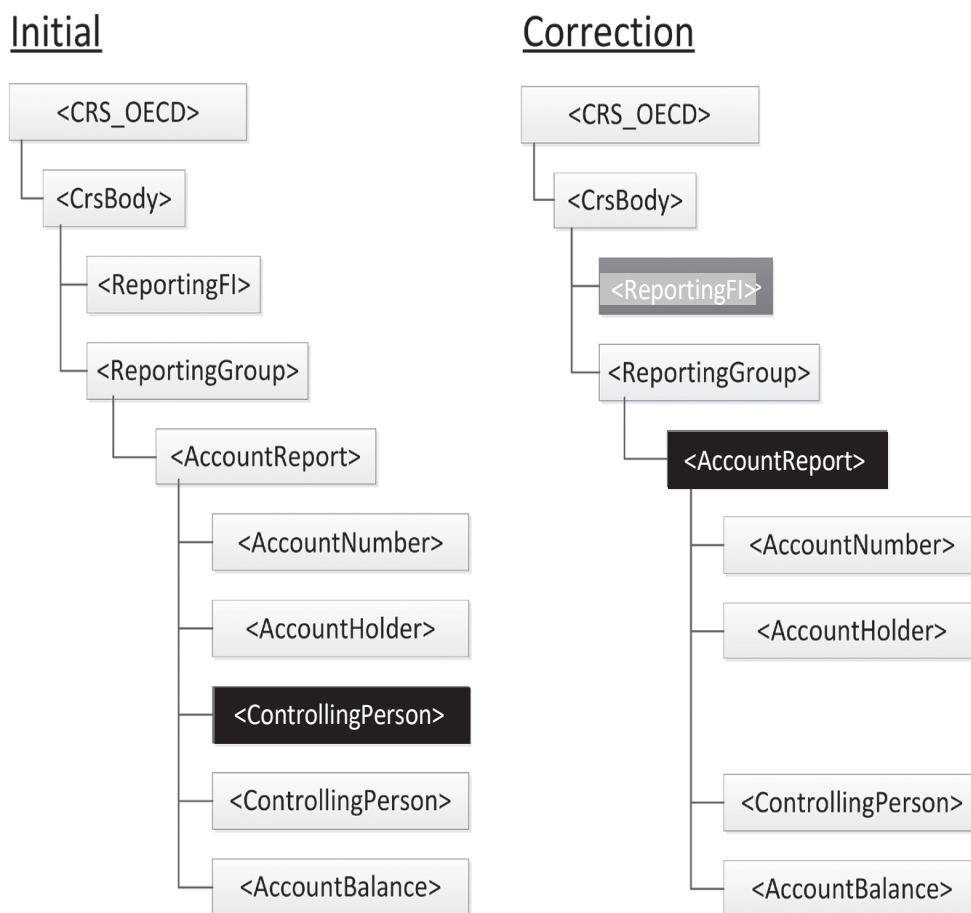 Initial
<CRS_OECD>
<CrsBody>
<ReportingFI>
<ReportingGroup>
<AccountReport>
<AccountNumber>
<AccountHolder>
<ControllingPerson>
<ControllingPerson>
<AccountBalance>
Correction
<CRS_OECD>
<CrsBody>
<ReportingFI>
<ReportingGroup>
<AccountReport>
<AccountNumber>
<AccountHolder>
<ControllingPerson>
<AccountBalance>